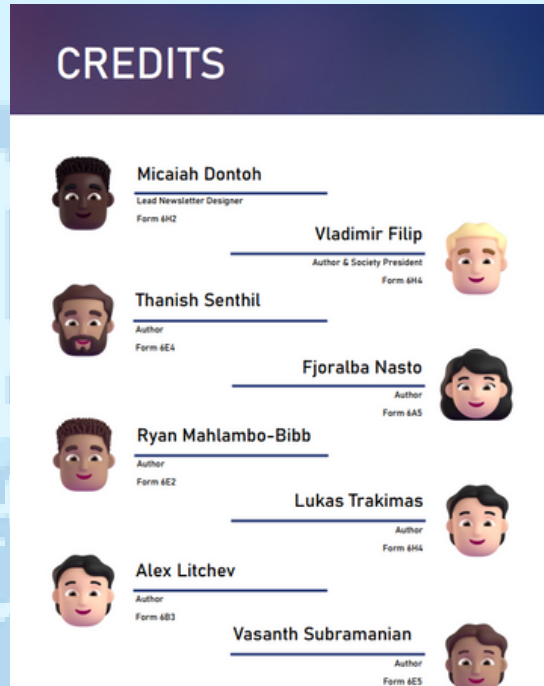 CREDITS
Micaiah Dontoh
Lead Newsletter Designer
Form 6H2
Vladimir Filip
Author & Society President
Form 6H4
Thanish Senthil
Author
Form 6E4
Fjoralba Nasto
Author
Form 6A5
Ryan Mahlambo-Bibb
Author
Form 6E2
Lukas Trakimas
Author
Form 6H4
Alex Litchev
Author
Form 6B3
Vasanth Subramanian
Author
Form 6E5